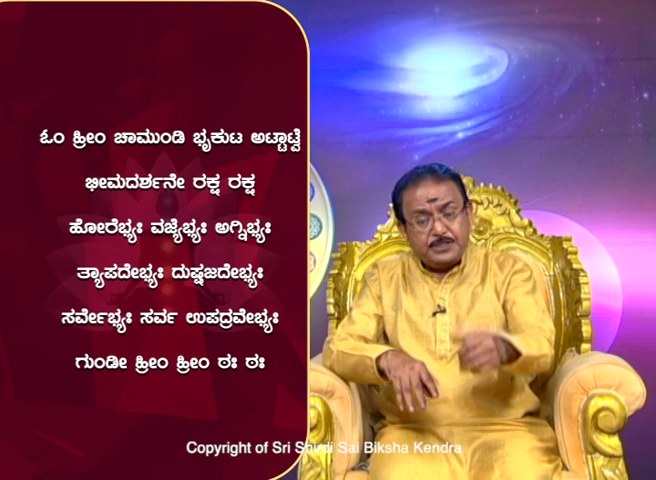 ಓಂ ಹ್ರೀಂ ಚಾಮುಂಡಿ ಭೃಕುಟ ಅಟ್ಟಾಟ್ವೆ
ಭೀಮದರ್ಶನೇ ರಕ್ಷ ರಕ್ಷ
ಹೋರೆಭ್ಯಃ ವಜ್ಯೆಭ್ಯಃ ಅಗ್ನಿಭ್ಯಃ
ತ್ಯಾಪದೇಭ್ಯಃ ದುಷ್ಟಜದೇಭ್ಯಃ
ಸರ್ವೇಭ್ಯಃ ಸರ್ವ ಉಪದ್ರವೇಭ್ಯಃ
ಗುಂಡೀ ಹ್ರೀಂ ಹ್ರೀಂ ಠಃ ಠಃ
Copyright of Sri Shirdi Sai Biksha Kendra